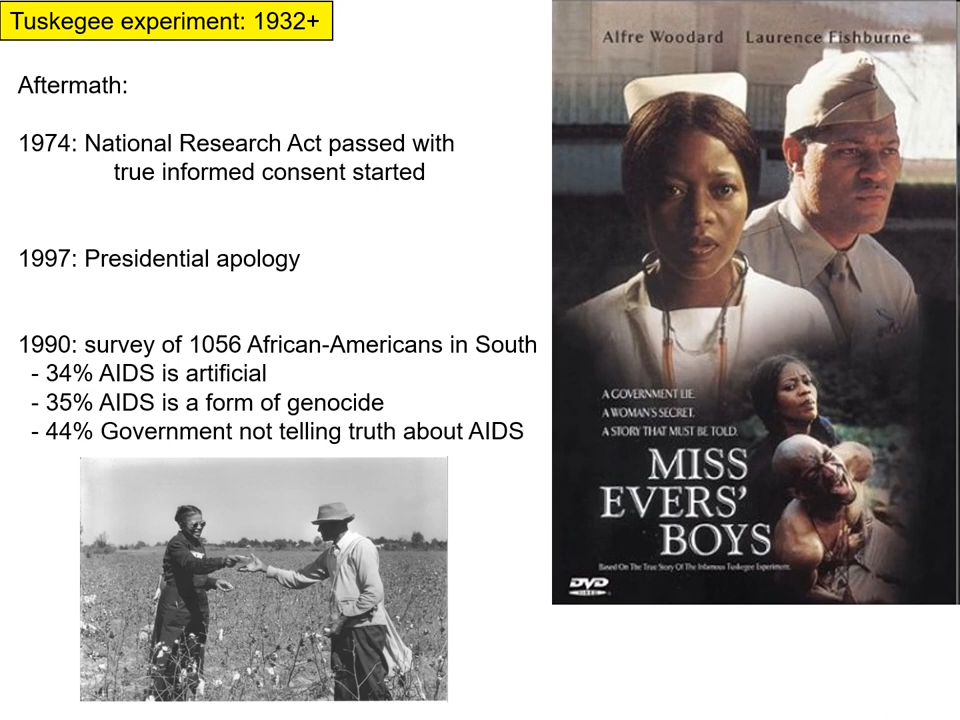 Tuskegee experiment: 1932+
Aftermath:
1974: National Research Act passed with
true informed consent started
1997: Presidential apology
1990: survey of 1056 African-Americans in South
- 34% AIDS is artificial
- 35% AIDS is a form of genocide
- 44% Government not telling truth about AIDS
Alfre Woodard Laurence Fishburne
A GOVERNMENT LIE.
A WOMAN'S SECRET.
A STORY THAT MUST BE TOLD.
MISS
EVERS'
BOYS
Based On The True Story Of The Infamous Tuskegee Experiment.
DVD
VIDEO